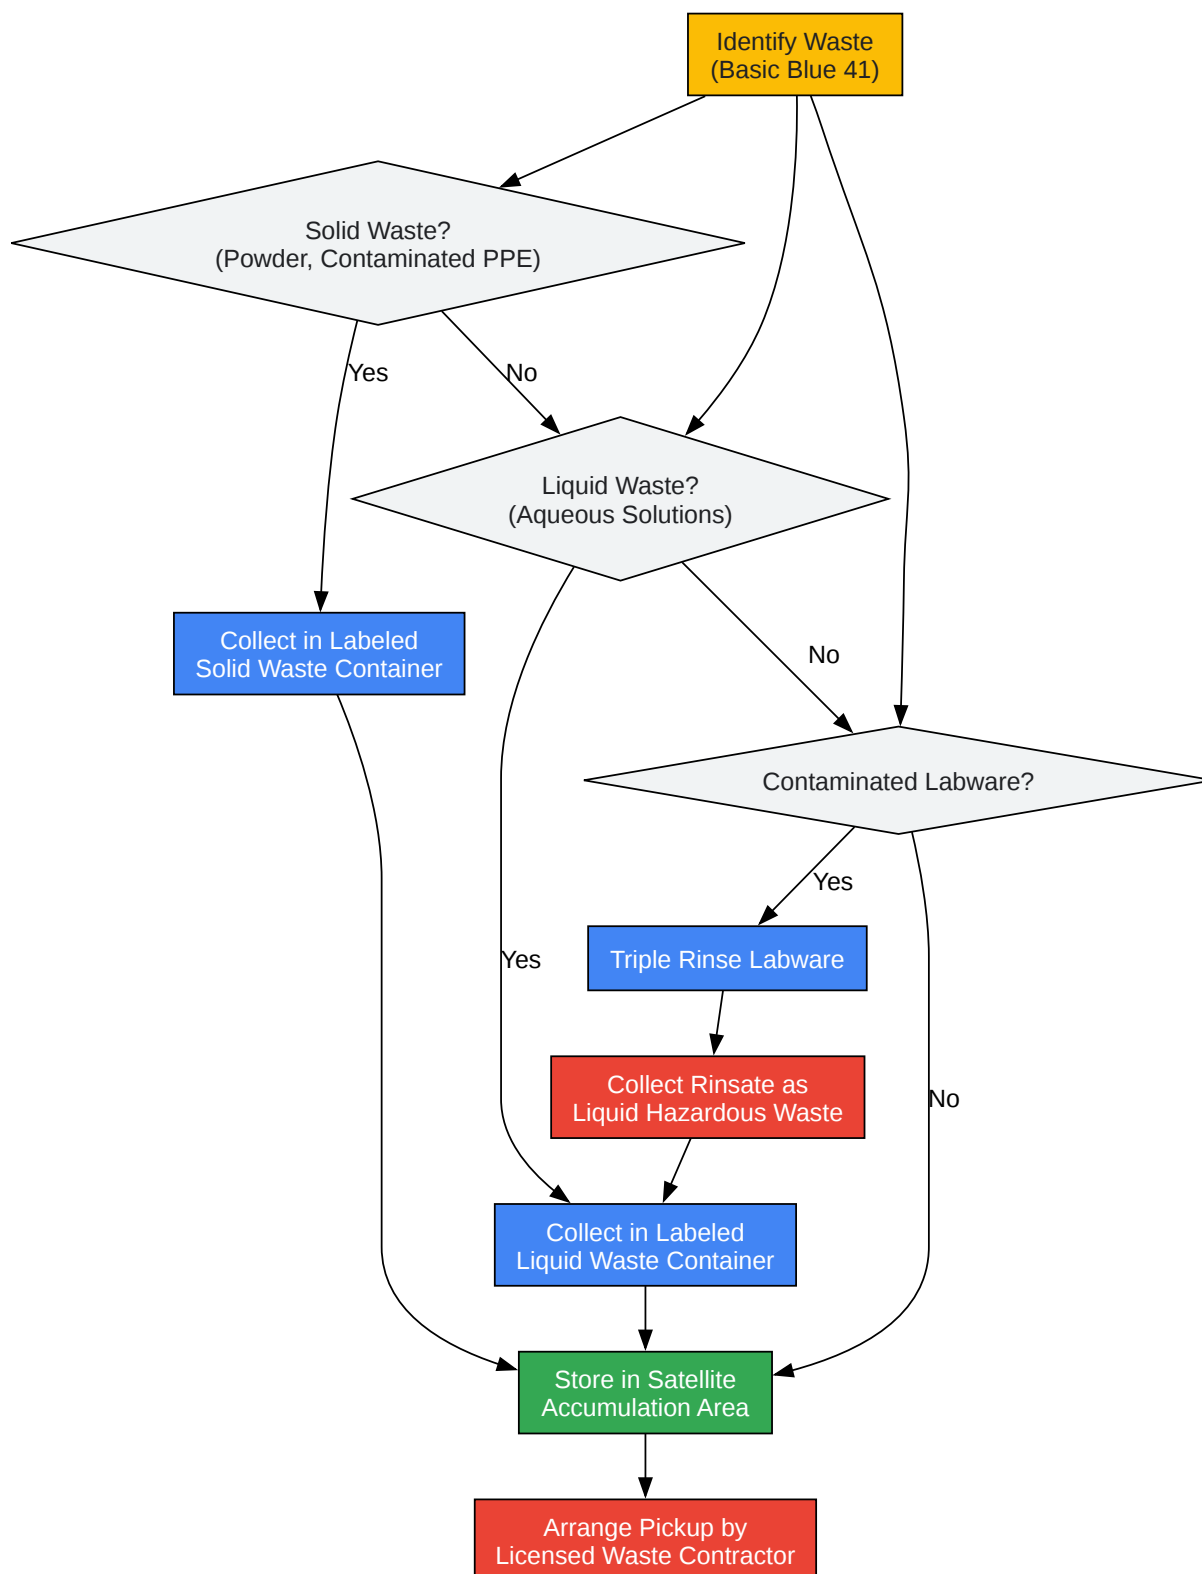 Identify Waste
(Basic Blue 41)
Solid Waste?
(Powder, Contaminated PPE)
Yes
No
Liquid Waste?
(Aqueous Solutions)
Collect in Labeled
Solid Waste Container
No
Contaminated Labware?
Yes
Yes
Triple Rinse Labware
Collect Rinsate as
Liquid Hazardous Waste
No
Collect in Labeled
Liquid Waste Container
Store in Satellite
Accumulation Area
Arrange Pickup by
Licensed Waste Contractor